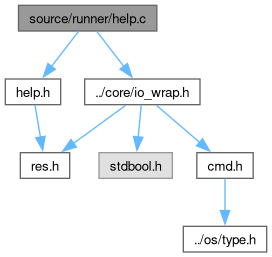 source/runner/help.c
help.h
../core/io_wrap.h
res.h
stdbool.h
cmd.h
../os/type.h